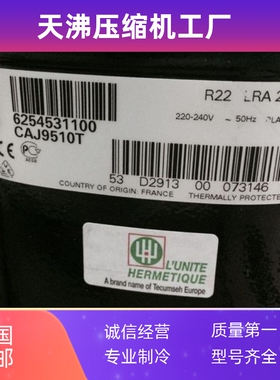 天沸压缩机工厂
R22 LRA 2
6254531100
CAJ9510T
220-240V ~ 50Hz
53 D2913 00 073146
COUNTRY OF ORIGIN: FRANCE THERMALLY PROTECTE
L'UNITE
HERMETIQUE
A brand name of Tecumseh Europe
诚信经营
质量第一
专业制冷
型号齐全